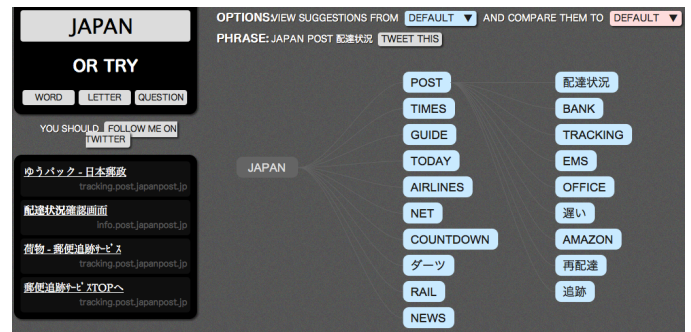 JAPAN
OR TRY
WORD LETTER QUESTION
YOU SHOULD FOLLOW ME ON
TWITTER
ゆうパック - 日本郵政
tracking.post.japanpost.jp
配達状況確認画面
info.post.japanpost.jp
荷物 - 郵便追跡ｻｰﾋﾞｽ
tracking.post.japanpost.jp
郵便追跡ｻｰﾋﾞｽTOPへ
tracking.post.japanpost.jp
OPTIONS: VIEW SUGGESTIONS FROM DEFAULT ▼ AND COMPARE THEM TO DEFAULT ▼
PHRASE: JAPAN POST 配達状況 TWEET THIS
JAPAN
POST
TIMES
GUIDE
TODAY
AIRLINES
NET
COUNTDOWN
ダーツ
RAIL
NEWS
配達状況
BANK
TRACKING
EMS
OFFICE
遅い
AMAZON
再配達
追跡